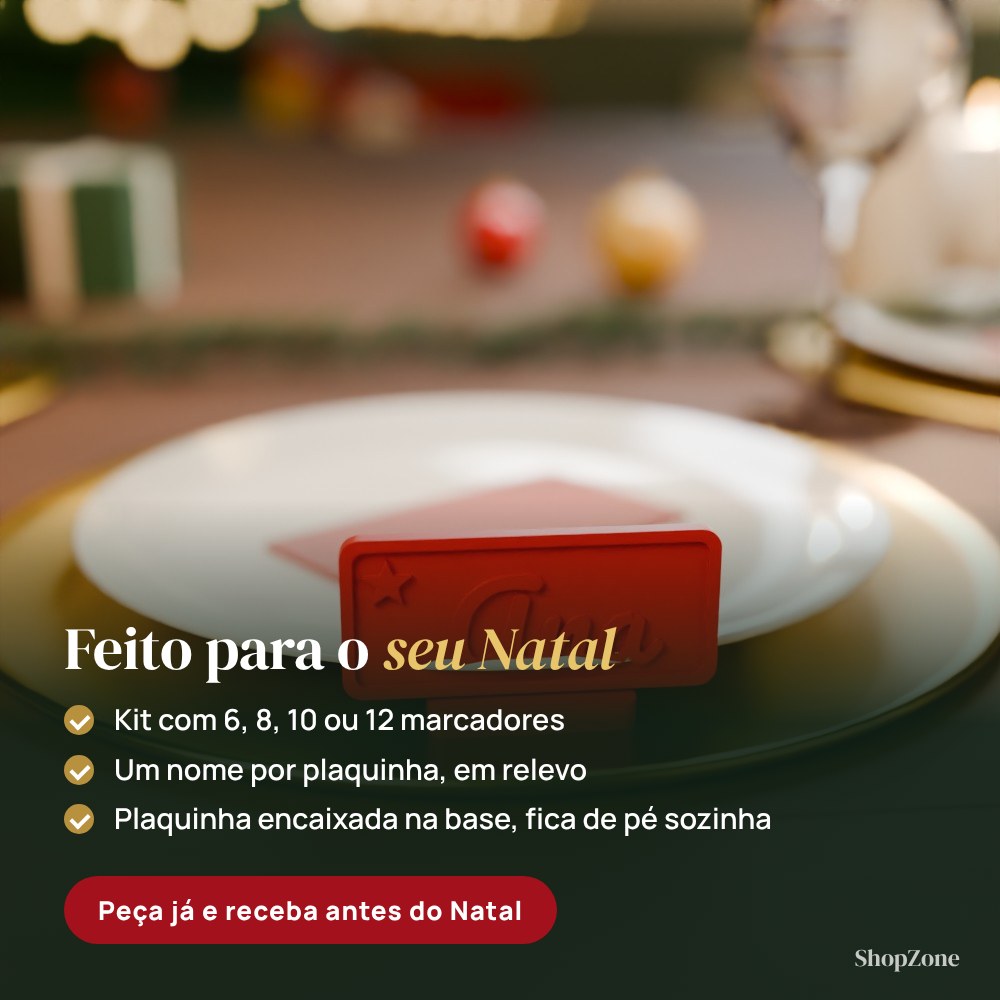 Ana
Feito para o seu Natal
Kit com 6, 8, 10 ou 12 marcadores
Um nome por plaquinha, em relevo
Plaquinha encaixada na base, fica de pé sozinha
Peça já e receba antes do Natal
ShopZone